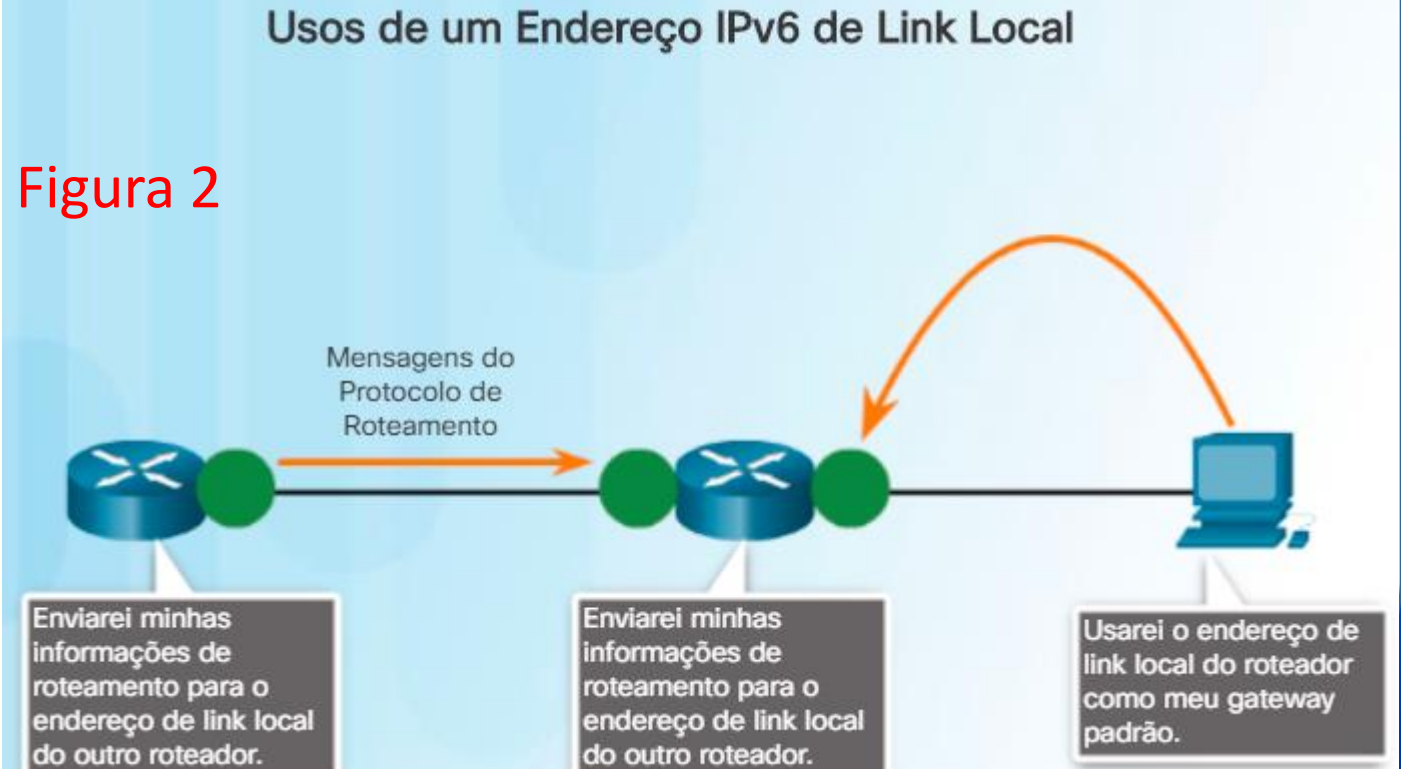 Usos de um Endereço IPv6 de Link Local
Figura 2
Mensagens do
Protocolo de
Roteamento
Enviarei minhas
informações de
roteamento para o
endereço de link local
do outro roteador.
Enviarei minhas
informações de
roteamento para o
endereço de link local
do outro roteador.
Usarei o endereço de
link local do roteador
como meu gateway
padrão.